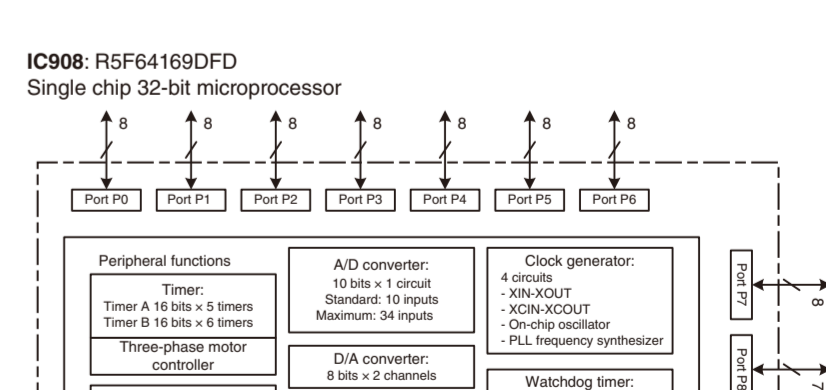 IC908: R5F64169DFD
Single chip 32-bit microprocessor
8 8 8 8 8 8 8
Port P0 Port P1 Port P2 Port P3 Port P4 Port P5 Port P6
Peripheral functions
Timer:
Timer A 16 bits × 5 timers
Timer B 16 bits × 6 timers
Three-phase motor
controller
A/D converter:
10 bits × 1 circuit
Standard: 10 inputs
Maximum: 34 inputs
D/A converter:
8 bits × 2 channels
Clock generator:
4 circuits
- XIN-XOUT
- XCIN-XCOUT
- On-chip oscillator
- PLL frequency synthesizer
Watchdog timer:
Port P7
8
Port P8
7